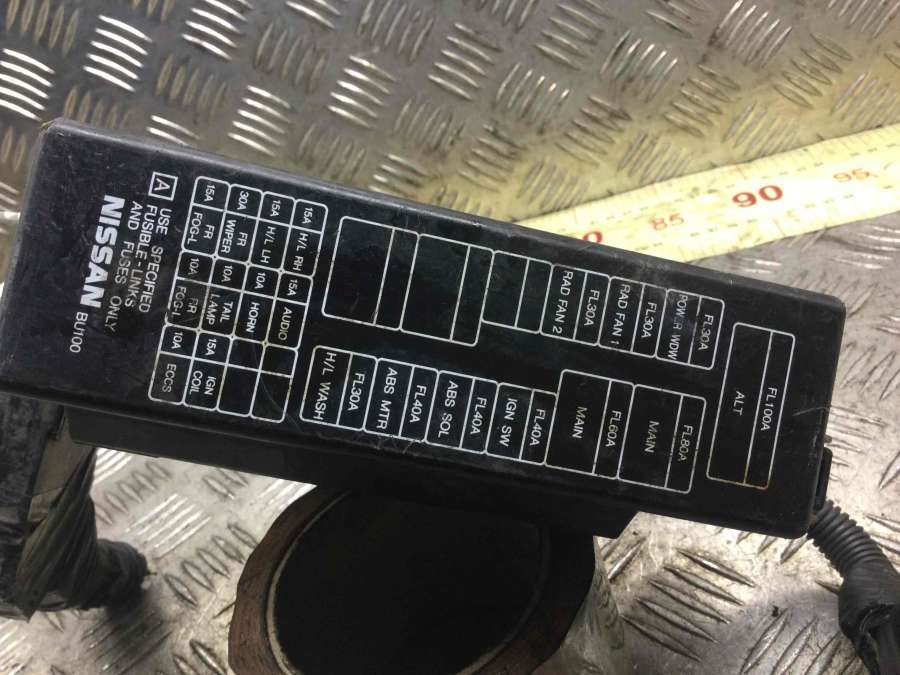 FL100A
ALT
FL30A
POWER WDW
FL80A
MAIN
FL30A
RAD FAN 1
FL60A
MAIN
FL30A
RAD FAN 2
FL40A
IGN SW
FL40A
ABS SOL
FL40A
ABS MTR
FL30A
H/L WASH
15A H/L RH 15A AUDIO
15A H/L LH 10A HORN
30A FR WIPER 10A TAIL LAMP 15A IGN COIL
15A FR FOG-L 10A RR FOG-L 10A ECCS
A USE SPECIFIED
FUSIBLE-LINKS
AND FUSES ONLY
NISSAN BU100
85 90 95